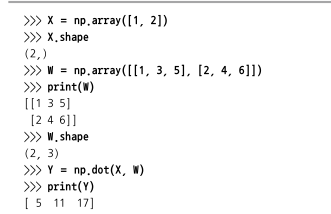 >>> X = np.array([1, 2])
>>> X.shape
(2,)
>>> W = np.array([[1, 3, 5], [2, 4, 6]])
>>> print(W)
[[1 3 5]
 [2 4 6]]
>>> W.shape
(2, 3)
>>> Y = np.dot(X, W)
>>> print(Y)
[ 5  11  17]